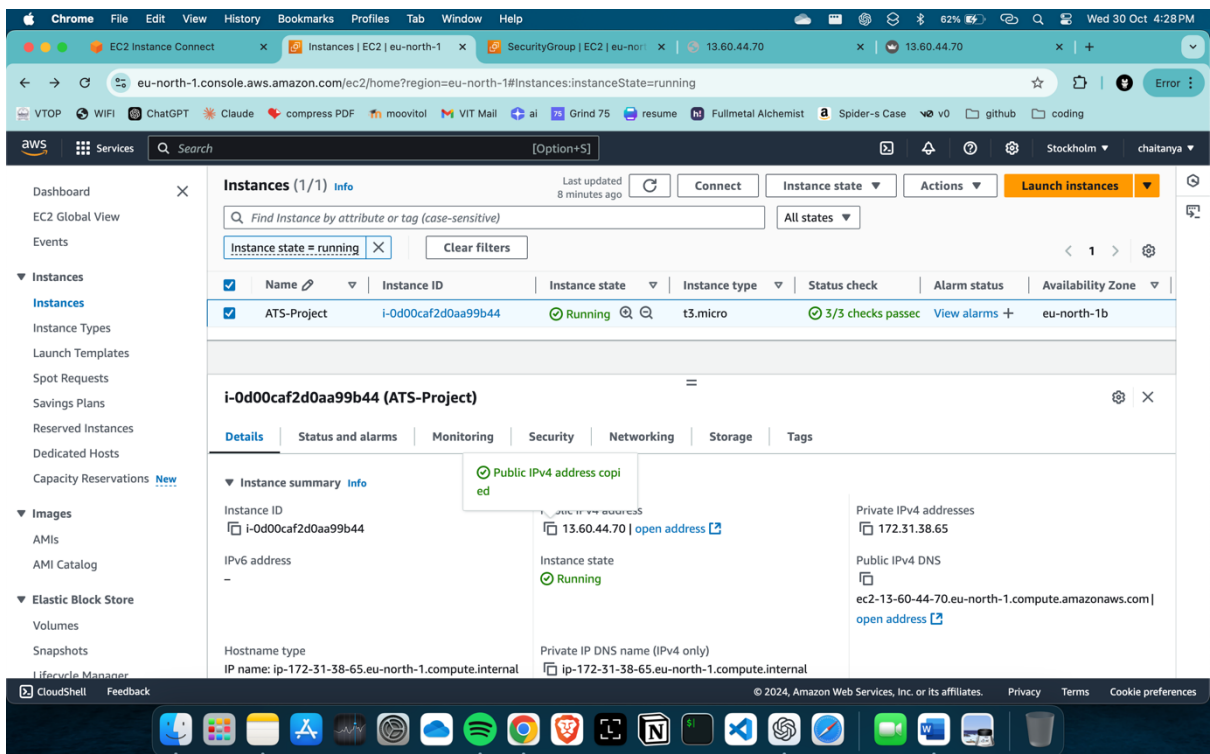 Chrome File Edit View History Bookmarks Profiles Tab Window Help 62% Wed 30 Oct 4:28 PM
EC2 Instance Connect Instances | EC2 | eu-north-1 SecurityGroup | EC2 | eu-nort 13.60.44.70 13.60.44.70
eu-north-1.console.aws.amazon.com/ec2/home?region=eu-north-1#Instances:instanceState=running Error
VTOP WIFI ChatGPT Claude compress PDF moovitol VIT Mail ai Grind 75 resume Fullmetal Alchemist Spider-s Case v0 github coding
aws Services Search [Option+S] Stockholm chaitanya
Dashboard
EC2 Global View
Events
Instances
Instances
Instance Types
Launch Templates
Spot Requests
Savings Plans
Reserved Instances
Dedicated Hosts
Capacity Reservations New
Images
AMIs
AMI Catalog
Elastic Block Store
Volumes
Snapshots
Lifecycle Manager
Instances (1/1) Info Last updated 8 minutes ago Connect Instance state Actions Launch instances
Find Instance by attribute or tag (case-sensitive) All states
Instance state = running Clear filters 1
Name Instance ID Instance state Instance type Status check Alarm status Availability Zone
ATS-Project i-0d00caf2d0aa99b44 Running t3.micro 3/3 checks passec View alarms + eu-north-1b
i-0d00caf2d0aa99b44 (ATS-Project)
Details Status and alarms Monitoring Security Networking Storage Tags
Public IPv4 address copi
ed
Instance summary Info
Instance ID Public IPv4 address Private IPv4 addresses
i-0d00caf2d0aa99b44 13.60.44.70 | open address 172.31.38.65
IPv6 address Instance state Public IPv4 DNS
– Running
ec2-13-60-44-70.eu-north-1.compute.amazonaws.com |
open address
Hostname type Private IP DNS name (IPv4 only)
IP name: ip-172-31-38-65.eu-north-1.compute.internal ip-172-31-38-65.eu-north-1.compute.internal
CloudShell Feedback © 2024, Amazon Web Services, Inc. or its affiliates. Privacy Terms Cookie preferences